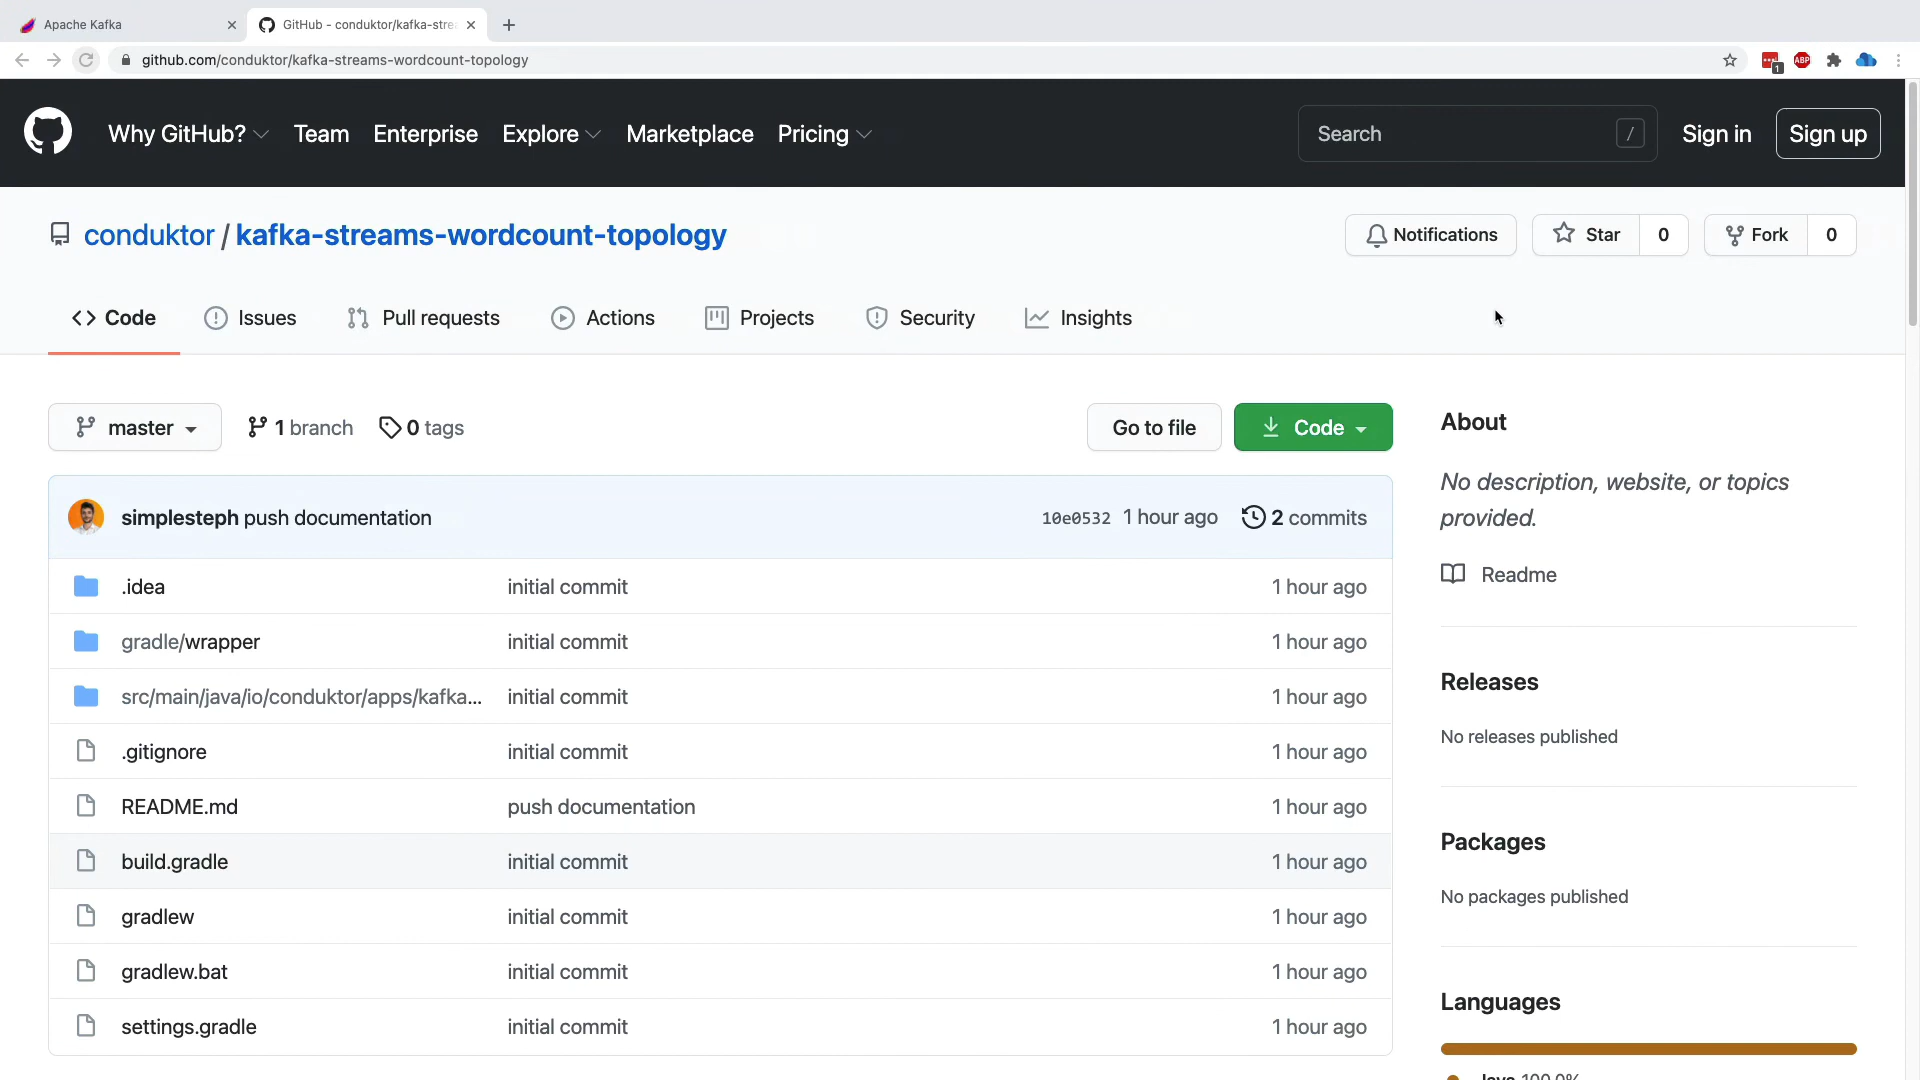 Apache Kafka
GitHub - conduktor/kafka-stre
github.com/conduktor/kafka-streams-wordcount-topology
1
ABP
Why GitHub? Team Enterprise Explore Marketplace Pricing
Search /
Sign in
Sign up
conduktor / kafka-streams-wordcount-topology
Notifications
Star 0
Fork 0
Code Issues Pull requests Actions Projects Security Insights
master 1 branch 0 tags
Go to file
Code
simplesteph push documentation 10e0532 1 hour ago 2 commits
.idea initial commit 1 hour ago
gradle/wrapper initial commit 1 hour ago
src/main/java/io/conduktor/apps/kafka... initial commit 1 hour ago
.gitignore initial commit 1 hour ago
README.md push documentation 1 hour ago
build.gradle initial commit 1 hour ago
gradlew initial commit 1 hour ago
gradlew.bat initial commit 1 hour ago
settings.gradle initial commit 1 hour ago
About
No description, website, or topics
provided.
Readme
Releases
No releases published
Packages
No packages published
Languages
Java 100.0%